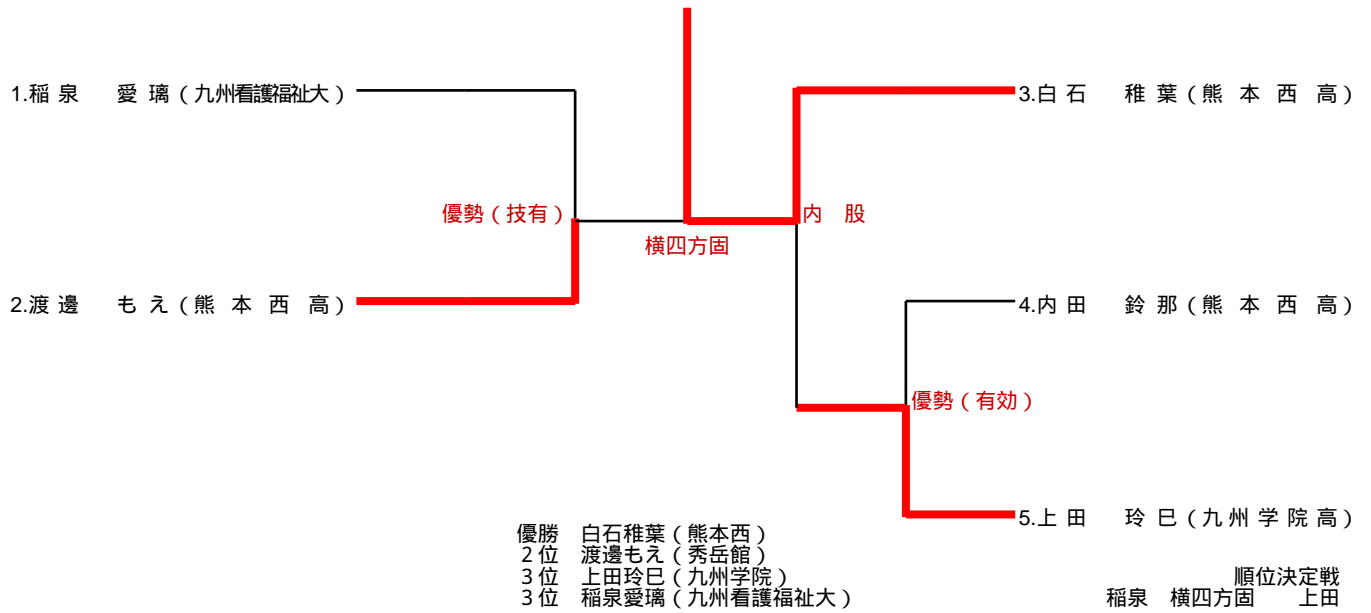 1.稲泉 愛璃(九州看護福祉大)
3.白石 稚葉(熊本西高)
優勢(技有)
内股
横四方固
2.渡邊 もえ(熊本西高)
4.内田 鈴那(熊本西高)
優勢(有効)
5.上田 玲巳(九州学院高)
優勝 白石稚葉(熊本西)
2位 渡邊もえ(秀岳館)
3位 上田玲巳(九州学院)
3位 稲泉愛璃(九州看護福祉大)
順位決定戦
稲泉 横四方固 上田